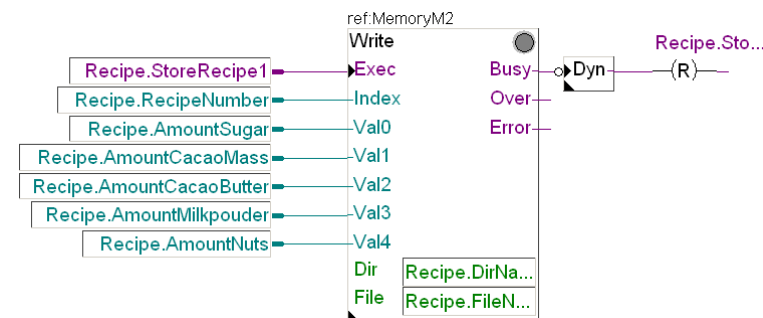 ref:MemoryM2
Write
Recipe.Sto...
Recipe.StoreRecipe1 Exec Busy Dyn (R)
Recipe.RecipeNumber Index Over
Recipe.AmountSugar Val0 Error
Recipe.AmountCacaoMass Val1
Recipe.AmountCacaoButter Val2
Recipe.AmountMilkpouder Val3
Recipe.AmountNuts Val4
Dir Recipe.DirNa...
File Recipe.FileN...